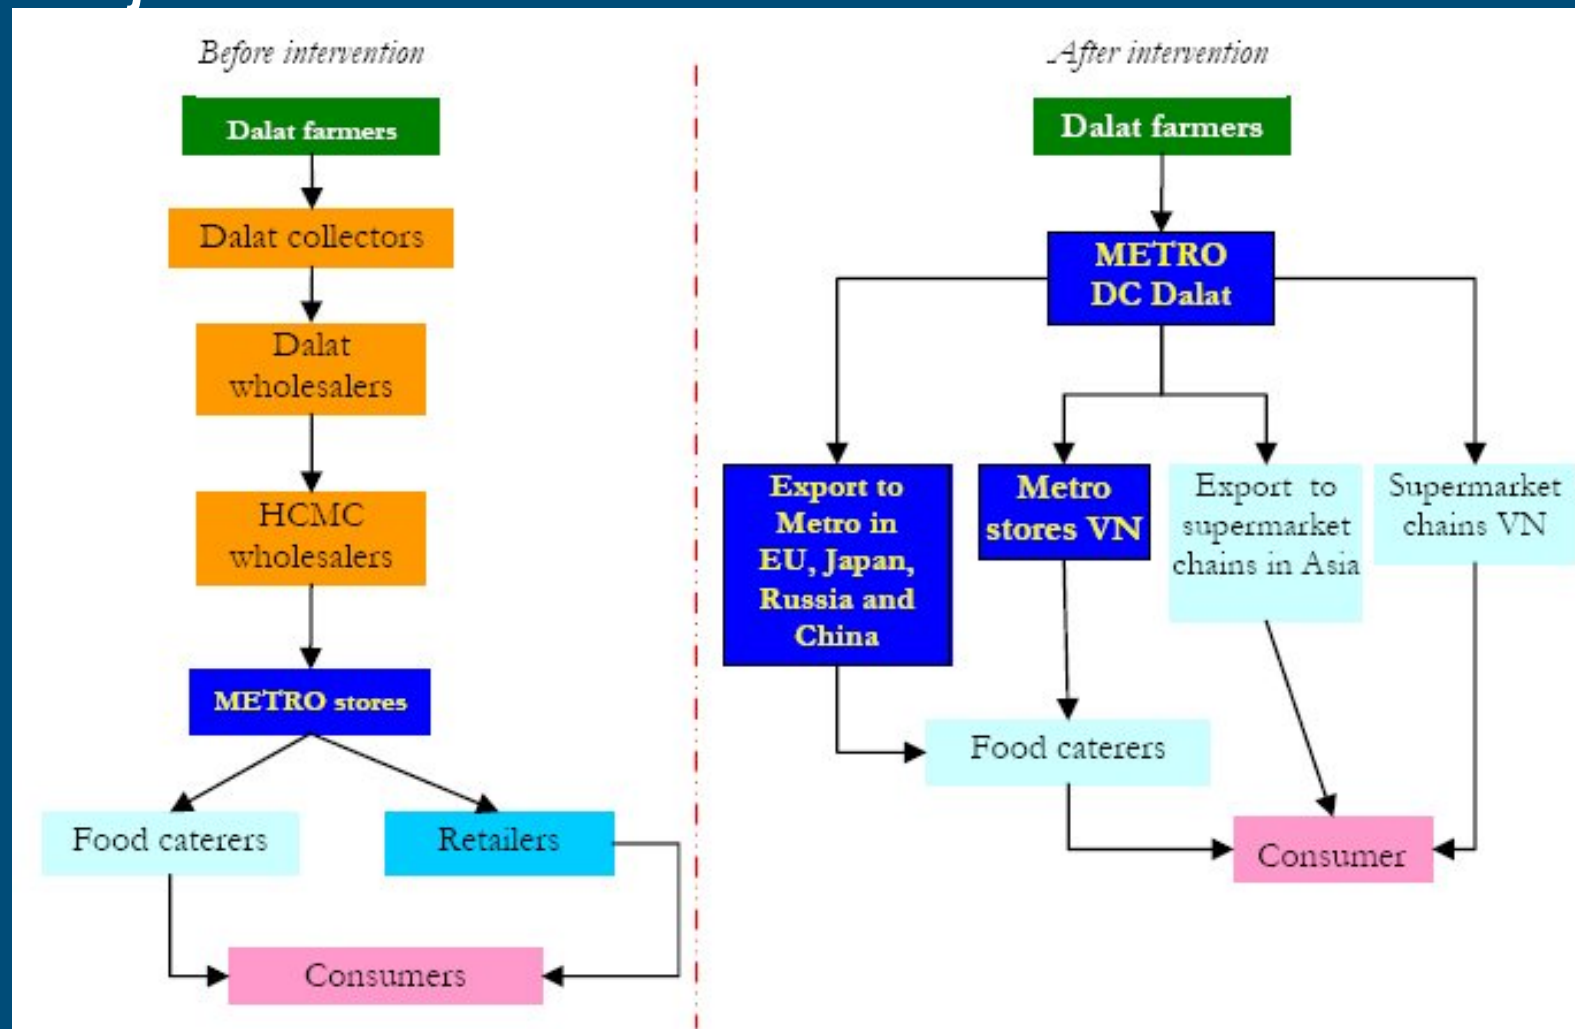 Before intervention
Dalat farmers
Dalat collectors
Dalat
wholesalers
HCMC
wholesalers
METRO stores
Food caterers
Retailers
Consumers
After intervention
Dalat farmers
METRO
DC Dalat
Export to
Metro in
EU, Japan,
Russia and
China
Metro
stores VN
Export to
supermarket
chains in Asia
Supermarket
chains VN
Food caterers
Consumer